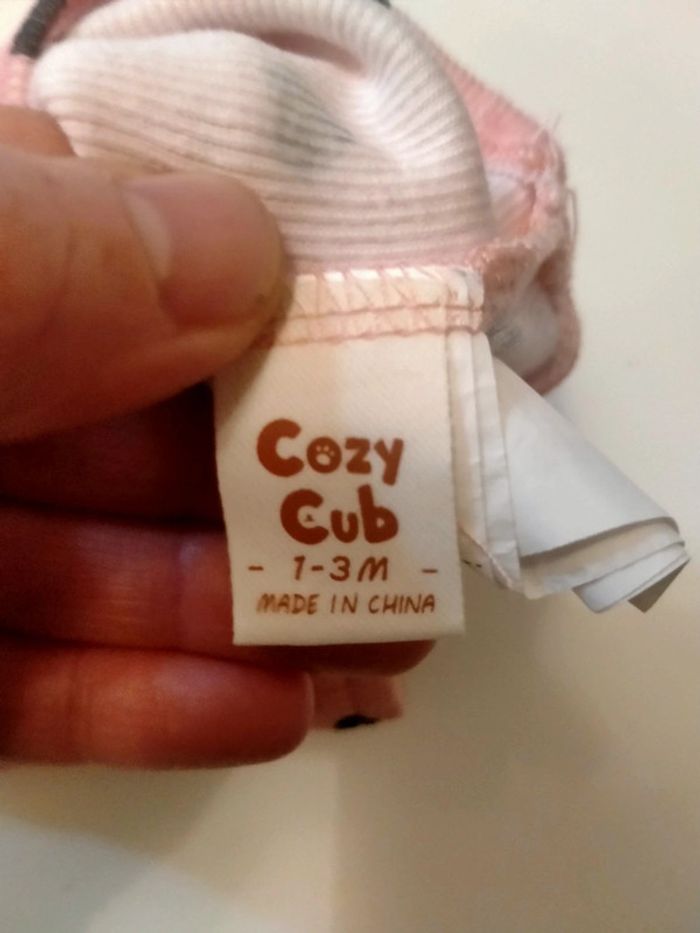 Cozy
Cub
- 1-3M -
MADE IN CHINA